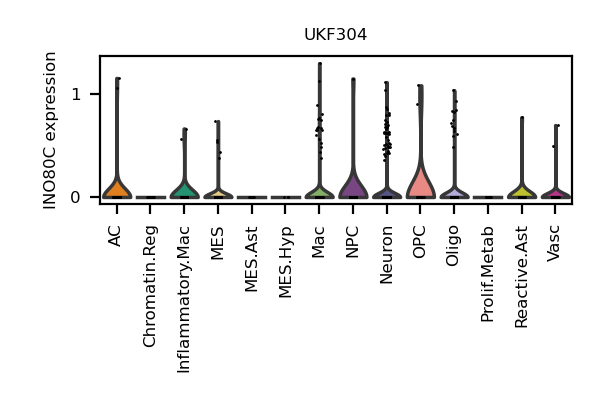 UKF304
INO80C expression
1
0
AC
Chromatin.Reg
Inflammatory.Mac
MES
MES.Ast
MES.Hyp
Mac
NPC
Neuron
OPC
Oligo
Prolif.Metab
Reactive.Ast
Vasc